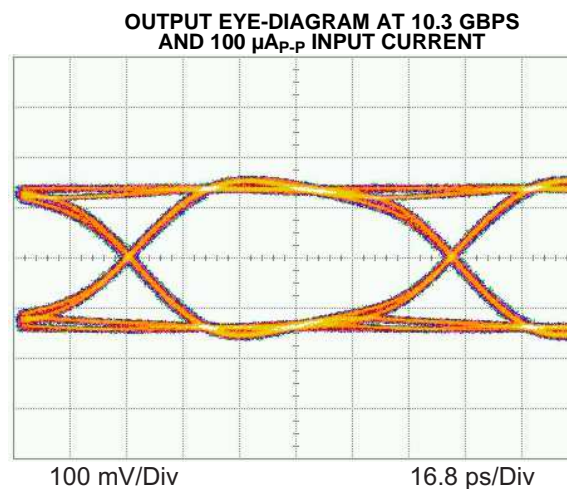 OUTPUT EYE-DIAGRAM AT 10.3 GBPS
AND 100 µAP-P INPUT CURRENT
100 mV/Div
16.8 ps/Div